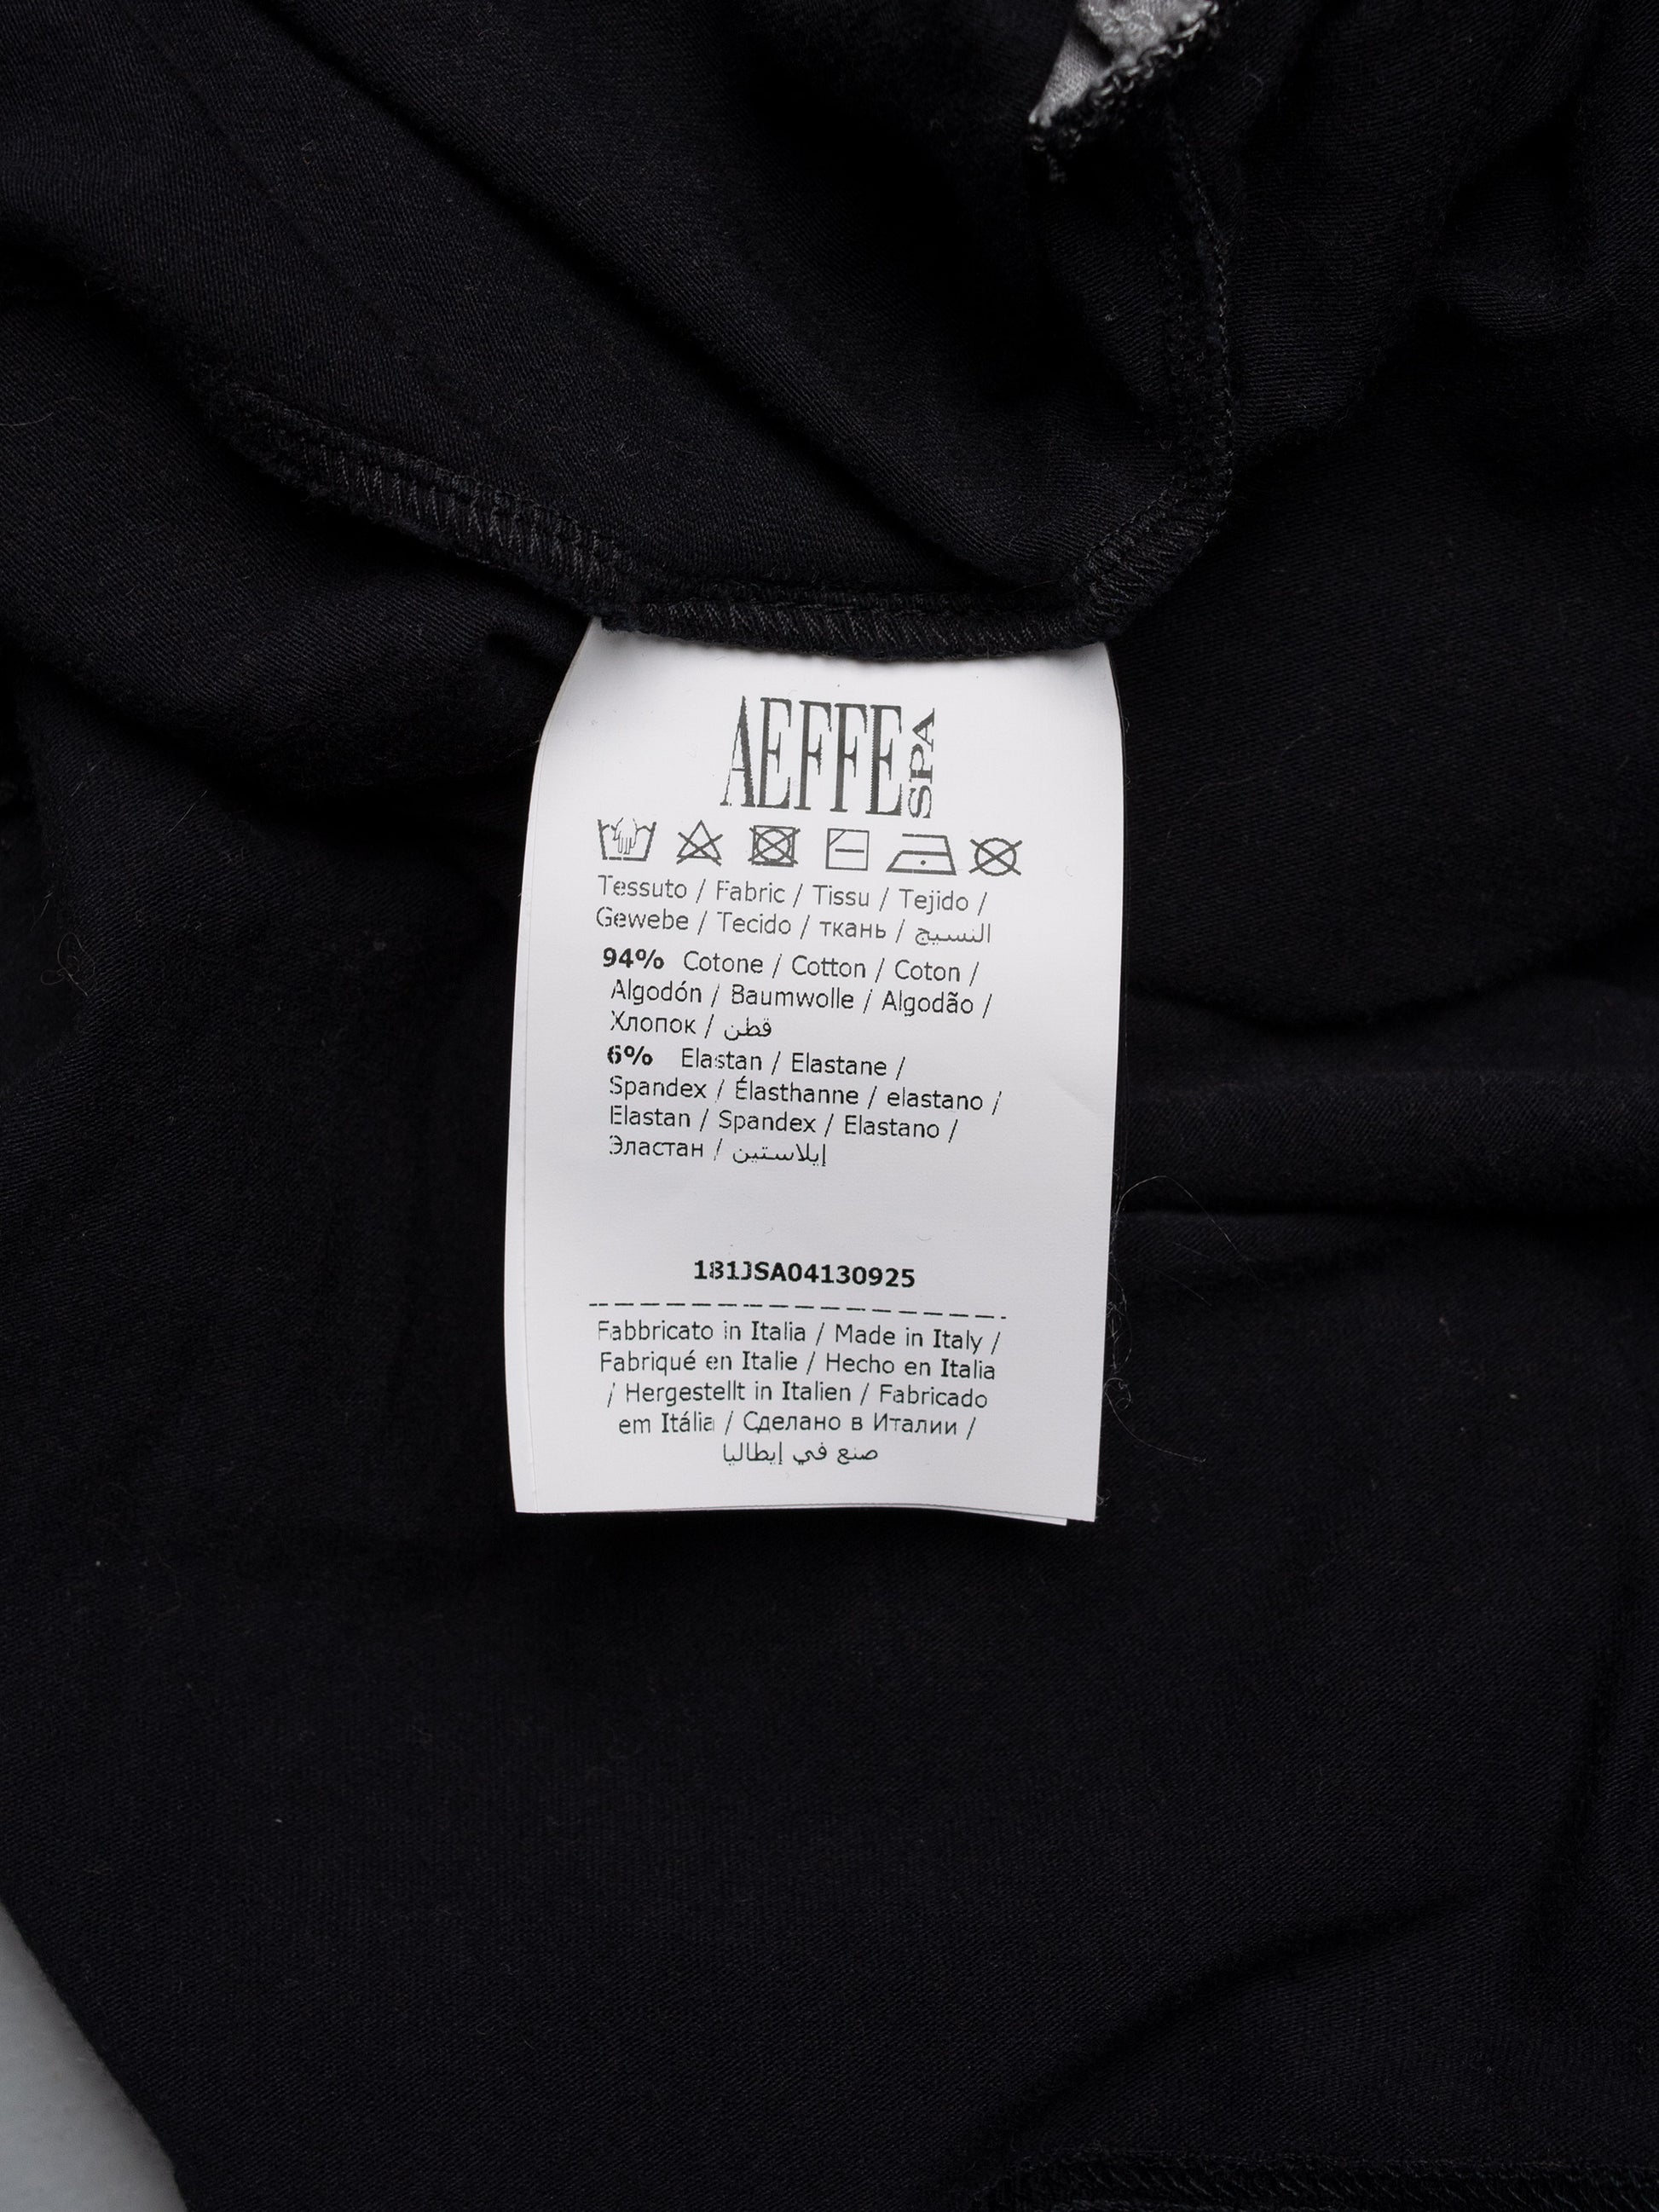 AEFFE SPA
Tessuto / Fabric / Tissu / Tejido /
Gewebe / Tecido / ткань / النسيج
94% Cotone / Cotton / Coton /
Algodón / Baumwolle / Algodão /
Хлопок / قطن
6% Elastan / Elastane /
Spandex / Élasthanne / elastano /
Elastan / Spandex / Elastano /
Эластан / إيلاستين
181JSA04130925
Fabbricato in Italia / Made in Italy /
Fabriqué en Italie / Hecho en Italia
/ Hergestellt in Italien / Fabricado
em Itália / Сделано в Италии /
صنع في إيطاليا